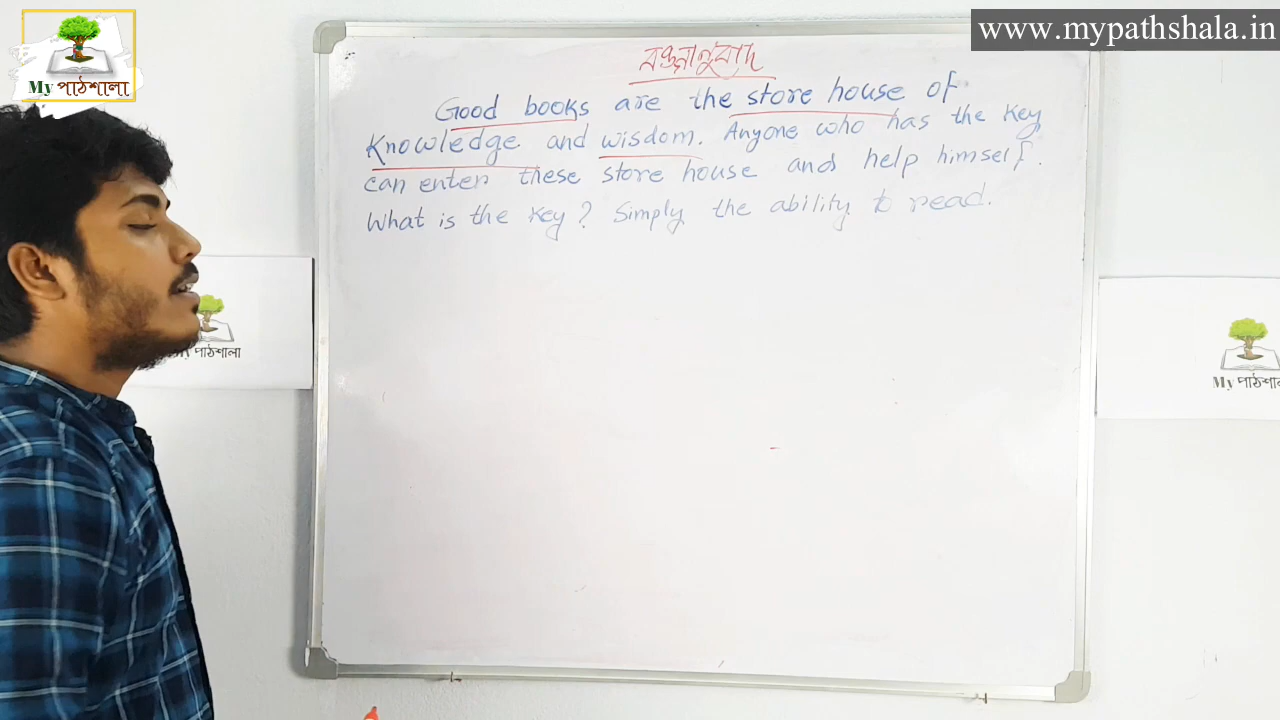 www.mypathshala.in
My পাঠশালা
বঙ্গানুবাদ
Good books are the store house of
Knowledge and wisdom. Anyone who has the key
can enter these store house and help himself.
What is the key? Simply the ability to read.
পাঠশালা
My পাঠশালা